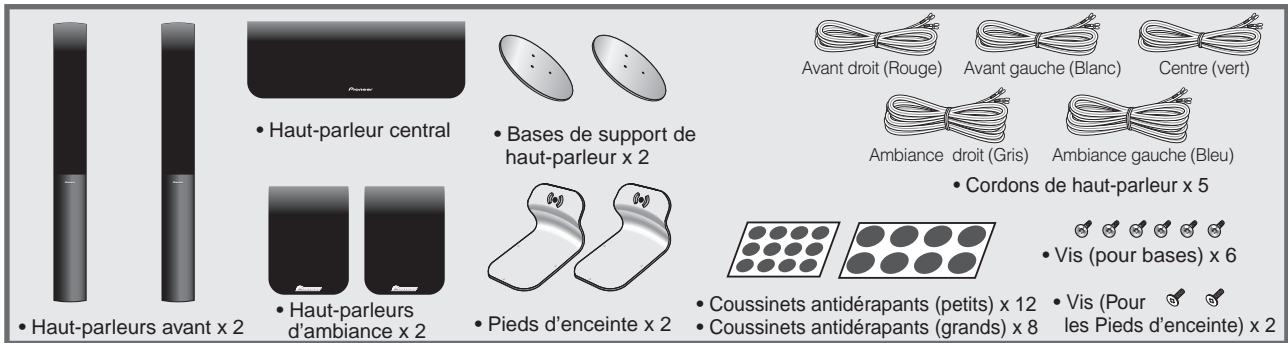 Avant droit (Rouge)
Avant gauche (Blanc)
Centre (vert)
Pioneer
• Haut-parleur central
• Bases de support de
haut-parleur x 2
Ambiance droit (Gris)
Ambiance gauche (Bleu)
• Cordons de haut-parleur x 5
• Vis (pour bases) x 6
• Haut-parleurs avant x 2
• Haut-parleurs
d'ambiance x 2
• Pieds d'enceinte x 2
• Coussinets antidérapants (petits) x 12
• Coussinets antidérapants (grands) x 8
• Vis (Pour
les Pieds d'enceinte) x 2